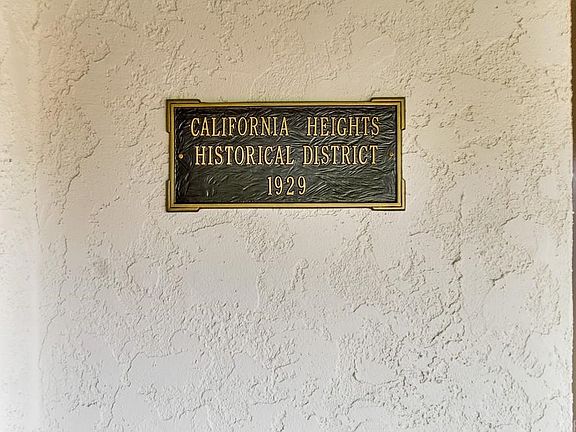 CALIFORNIA HEIGHTS
HISTORICAL DISTRICT
1929